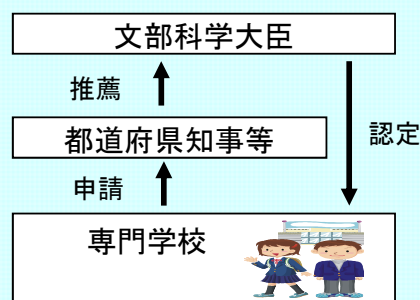 文部科学大臣
推薦
都道府県知事等
認定
申請
専門学校